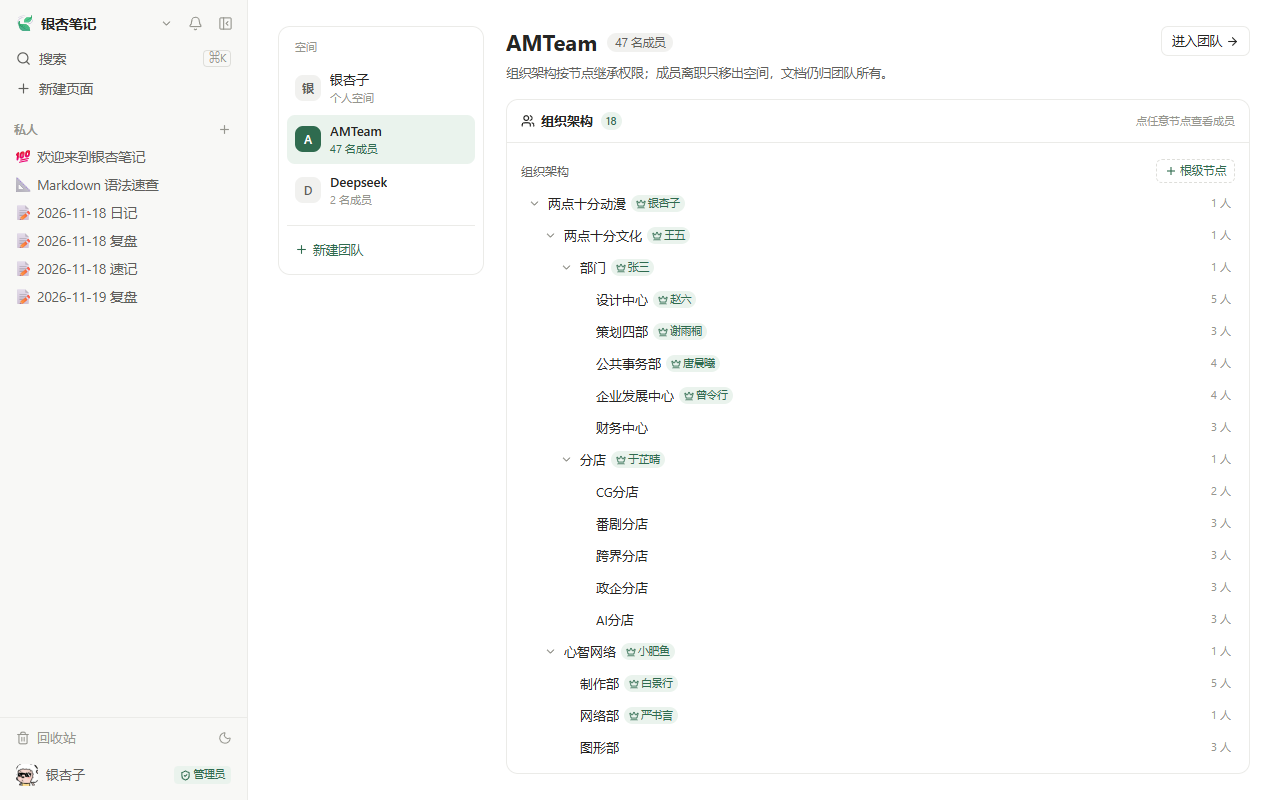 银杏笔记
搜索 ⌘K
新建页面
私人
欢迎来到银杏笔记
Markdown 语法速查
2026-11-18 日记
2026-11-18 复盘
2026-11-18 速记
2026-11-19 复盘
回收站
银杏子 管理员
空间
银 银杏子
个人空间
A AMTeam
47 名成员
D Deepseek
2 名成员
新建团队
AMTeam 47 名成员 进入团队 →
组织架构按节点继承权限；成员离职只移出空间，文档仍归团队所有。
组织架构 18 点任意节点查看成员
组织架构 + 根级节点
两点十分动漫 银杏子 1 人
两点十分文化 王五 1 人
部门 张三 1 人
设计中心 赵六 5 人
策划四部 谢雨桐 3 人
公共事务部 唐晨曦 4 人
企业发展中心 曾令行 4 人
财务中心 3 人
分店 于芷晴 1 人
CG分店 2 人
番剧分店 3 人
跨界分店 3 人
政企分店 3 人
AI分店 3 人
心智网络 小肥鱼 1 人
制作部 白景行 5 人
网络部 严书言 1 人
图形部 3 人